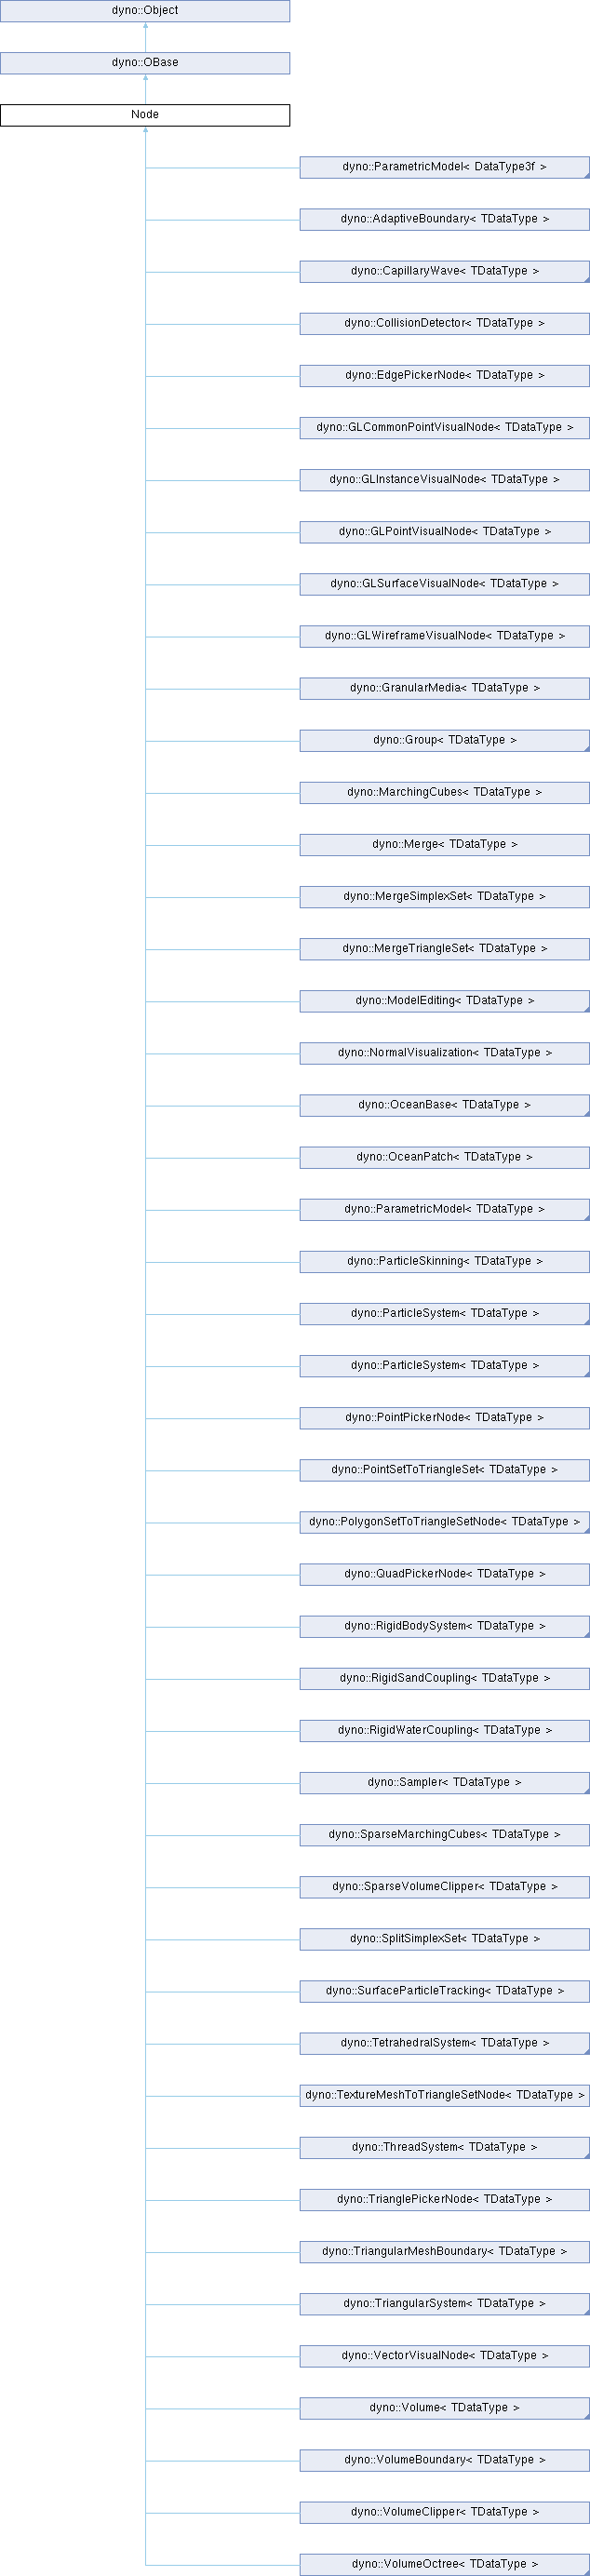 dyno::Object
dyno::OBase
Node
dyno::ParametricModel< DataType3f >
dyno::AdaptiveBoundary< TDataType >
dyno::CapillaryWave< TDataType >
dyno::CollisionDetector< TDataType >
dyno::EdgePickerNode< TDataType >
dyno::GLCommonPointVisualNode< TDataType >
dyno::GLInstanceVisualNode< TDataType >
dyno::GLPointVisualNode< TDataType >
dyno::GLSurfaceVisualNode< TDataType >
dyno::GLWireframeVisualNode< TDataType >
dyno::GranularMedia< TDataType >
dyno::Group< TDataType >
dyno::MarchingCubes< TDataType >
dyno::Merge< TDataType >
dyno::MergeSimplexSet< TDataType >
dyno::MergeTriangleSet< TDataType >
dyno::ModelEditing< TDataType >
dyno::NormalVisualization< TDataType >
dyno::OceanBase< TDataType >
dyno::OceanPatch< TDataType >
dyno::ParametricModel< TDataType >
dyno::ParticleSkinning< TDataType >
dyno::ParticleSystem< TDataType >
dyno::ParticleSystem< TDataType >
dyno::PointPickerNode< TDataType >
dyno::PointSetToTriangleSet< TDataType >
dyno::PolygonSetToTriangleSetNode< TDataType >
dyno::QuadPickerNode< TDataType >
dyno::RigidBodySystem< TDataType >
dyno::RigidSandCoupling< TDataType >
dyno::RigidWaterCoupling< TDataType >
dyno::Sampler< TDataType >
dyno::SparseMarchingCubes< TDataType >
dyno::SparseVolumeClipper< TDataType >
dyno::SplitSimplexSet< TDataType >
dyno::SurfaceParticleTracking< TDataType >
dyno::TetrahedralSystem< TDataType >
dyno::TextureMeshToTriangleSetNode< TDataType >
dyno::ThreadSystem< TDataType >
dyno::TrianglePickerNode< TDataType >
dyno::TriangularMeshBoundary< TDataType >
dyno::TriangularSystem< TDataType >
dyno::VectorVisualNode< TDataType >
dyno::Volume< TDataType >
dyno::VolumeBoundary< TDataType >
dyno::VolumeClipper< TDataType >
dyno::VolumeOctree< TDataType >